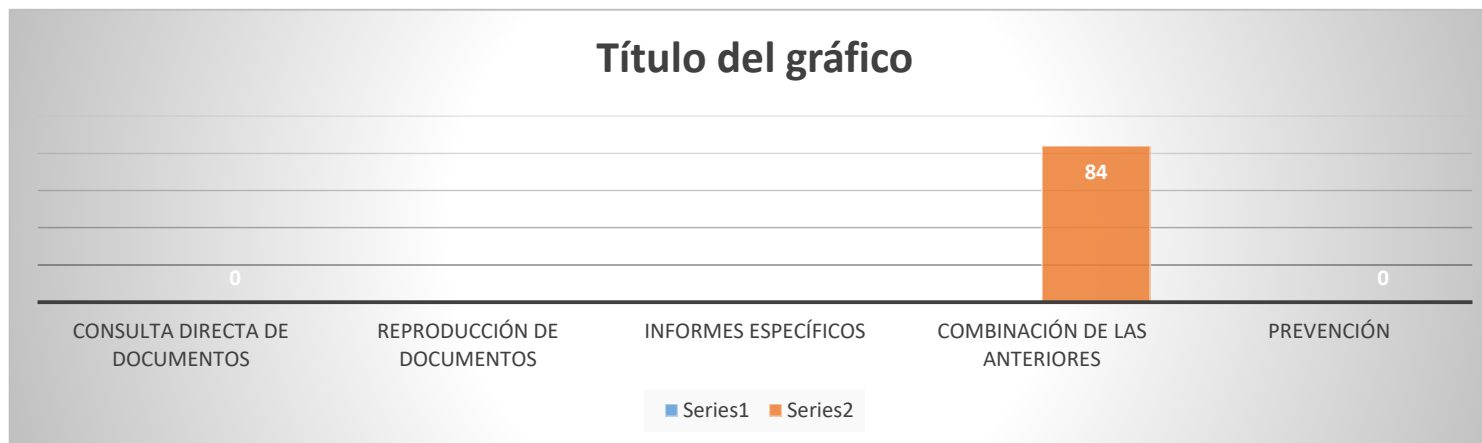 Título del gráfico
84
0
0
CONSULTA DIRECTA DE
DOCUMENTOS
REPRODUCCIÓN DE
DOCUMENTOS
INFORMES ESPECÍFICOS
COMBINACIÓN DE LAS
ANTERIORES
PREVENCIÓN
Series1
Series2